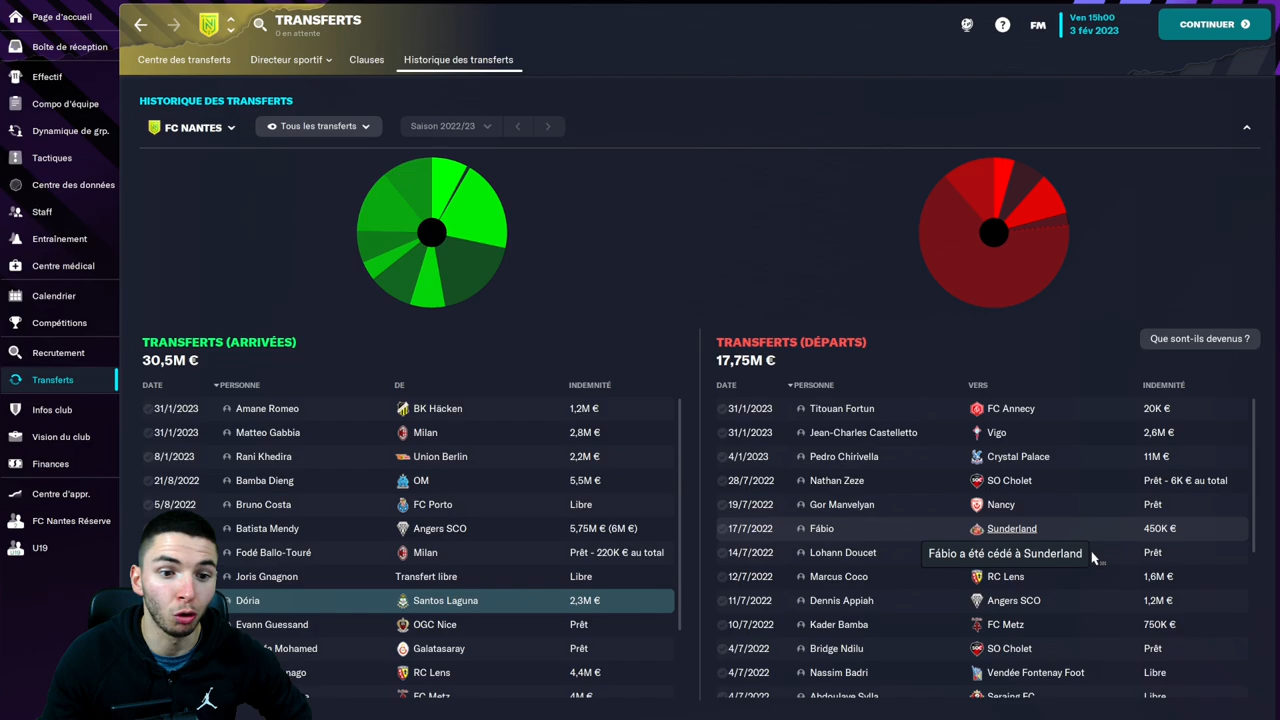 Page d'accueil
Boîte de réception
Effectif
Compo d'équipe
Dynamique de grp.
Tactiques
Centre des données
Staff
Entraînement
Centre médical
Calendrier
Compétitions
Recrutement
Transferts
Infos club
Vision du club
Finances
Centre d'appr.
FC Nantes Réserve
U19
TRANSFERTS
0 en attente
FM
Ven 15h00
3 fév 2023
CONTINUER
Centre des transferts
Directeur sportif
Clauses
Historique des transferts
HISTORIQUE DES TRANSFERTS
FC NANTES
Tous les transferts
Saison 2022/23
TRANSFERTS (ARRIVÉES)
30,5M €
DATE PERSONNE DE INDEMNITÉ
31/1/2023 Amane Romeo BK Häcken 1,2M €
31/1/2023 Matteo Gabbia Milan 2,8M €
8/1/2023 Rani Khedira Union Berlin 2,2M €
21/8/2022 Bamba Dieng OM 5,5M €
5/8/2022 Bruno Costa FC Porto Libre
Batista Mendy Angers SCO 5,75M € (6M €)
Fodé Ballo-Touré Milan Prêt - 220K € au total
Joris Gnagnon Transfert libre Libre
Dória Santos Laguna 2,3M €
Evann Guessand OGC Nice Prêt
Mohamed Galatasaray Prêt
RC Lens 4,4M €
FC Metz 4M €
TRANSFERTS (DÉPARTS)
17,75M €
Que sont-ils devenus ?
DATE PERSONNE VERS INDEMNITÉ
31/1/2023 Titouan Fortun FC Annecy 20K €
31/1/2023 Jean-Charles Castelletto Vigo 2,6M €
4/1/2023 Pedro Chirivella Crystal Palace 11M €
28/7/2022 Nathan Zeze SO Cholet Prêt - 6K € au total
19/7/2022 Gor Manvelyan Nancy Prêt
17/7/2022 Fábio Sunderland 450K €
14/7/2022 Lohann Doucet Prêt
Fábio a été cédé à Sunderland
12/7/2022 Marcus Coco RC Lens 1,6M €
11/7/2022 Dennis Appiah Angers SCO 1,2M €
10/7/2022 Kader Bamba FC Metz 750K €
4/7/2022 Bridge Ndilu SO Cholet Prêt
4/7/2022 Nassim Badri Vendée Fontenay Foot Libre
4/7/2022 Abdoulaye Sylla Seraing FC Libre